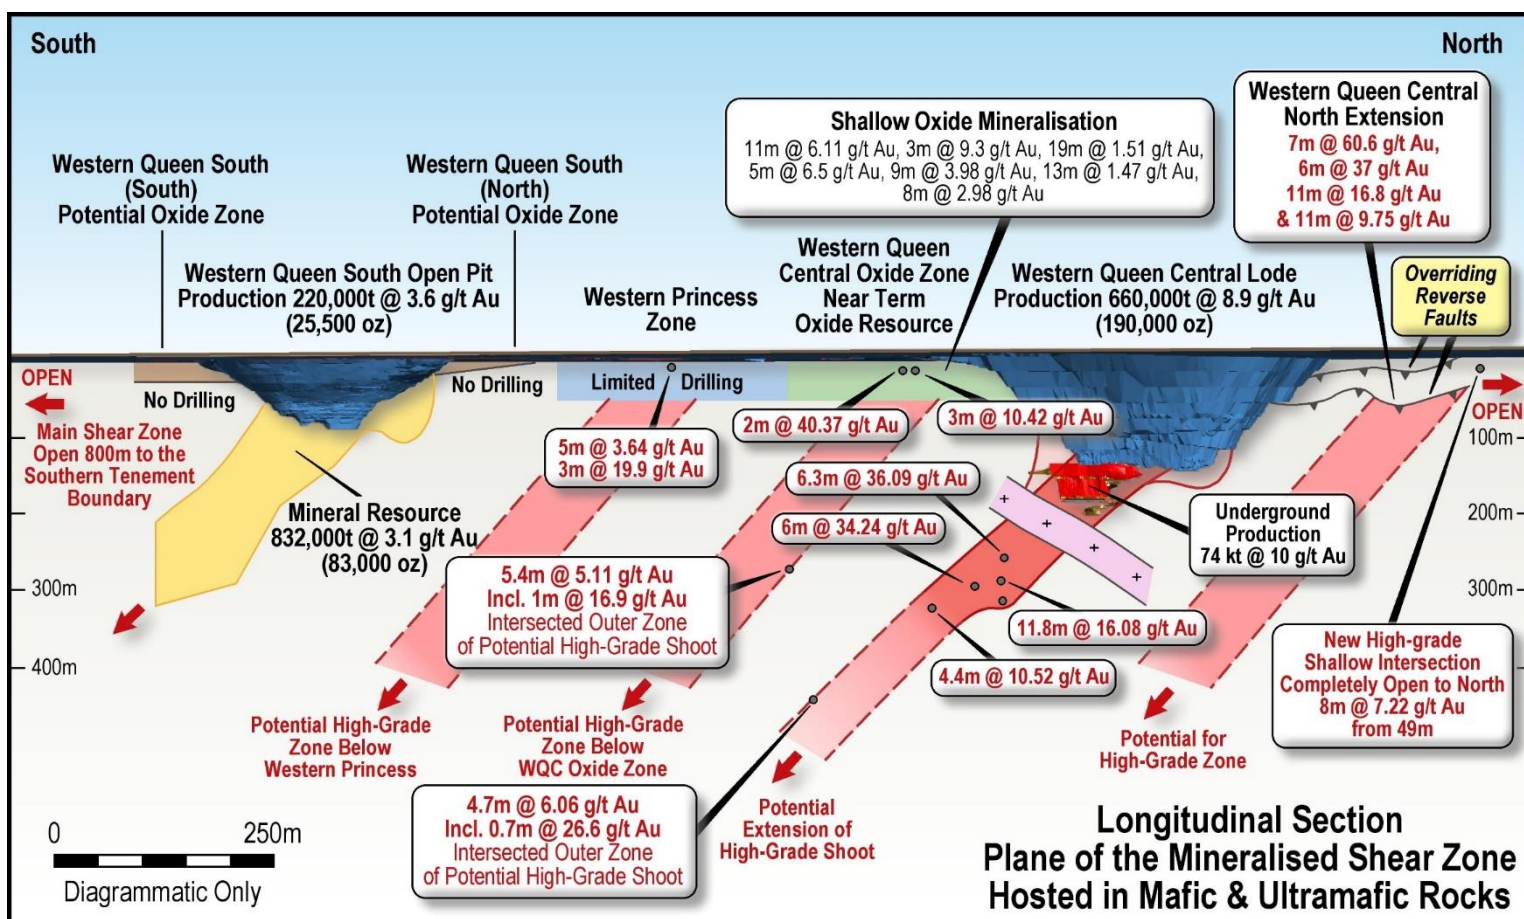 South
North
Western Queen South
(South)
Potential Oxide Zone
Western Queen South
(North)
Potential Oxide Zone
Shallow Oxide Mineralisation
11m @ 6.11 g/t Au, 3m @ 9.3 g/t Au, 19m @ 1.51 g/t Au,
5m @ 6.5 g/t Au, 9m @ 3.98 g/t Au, 13m @ 1.47 g/t Au,
8m @ 2.98 g/t Au
Western Queen Central
North Extension
7m @ 60.6 g/t Au,
6m @ 37 g/t Au
11m @ 16.8 g/t Au
& 11m @ 9.75 g/t Au
Western Queen South Open Pit
Production 220,000t @ 3.6 g/t Au
(25,500 oz)
Western Princess
Zone
Western Queen
Central Oxide Zone
Near Term
Oxide Resource
Western Queen Central Lode
Production 660,000t @ 8.9 g/t Au
(190,000 oz)
Overriding
Reverse
Faults
OPEN
No Drilling
No Drilling
Limited Drilling
OPEN
Main Shear Zone
Open 800m to the
Southern Tenement
Boundary
2m @ 40.37 g/t Au
3m @ 10.42 g/t Au
100m
5m @ 3.64 g/t Au
3m @ 19.9 g/t Au
6.3m @ 36.09 g/t Au
Mineral Resource
832,000t @ 3.1 g/t Au
(83,000 oz)
6m @ 34.24 g/t Au
Underground
Production
74 kt @ 10 g/t Au
200m
300m
300m
5.4m @ 5.11 g/t Au
Incl. 1m @ 16.9 g/t Au
Intersected Outer Zone
of Potential High-Grade Shoot
11.8m @ 16.08 g/t Au
4.4m @ 10.52 g/t Au
New High-grade
Shallow Intersection
Completely Open to North
8m @ 7.22 g/t Au
from 49m
400m
Potential High-Grade
Zone Below
Western Princess
Potential High-Grade
Zone Below
WQC Oxide Zone
Potential for
High-Grade Zone
4.7m @ 6.06 g/t Au
Incl. 0.7m @ 26.6 g/t Au
Intersected Outer Zone
of Potential High-Grade Shoot
Potential
Extension of
High-Grade Shoot
0 250m
Diagrammatic Only
Longitudinal Section
Plane of the Mineralised Shear Zone
Hosted in Mafic & Ultramafic Rocks